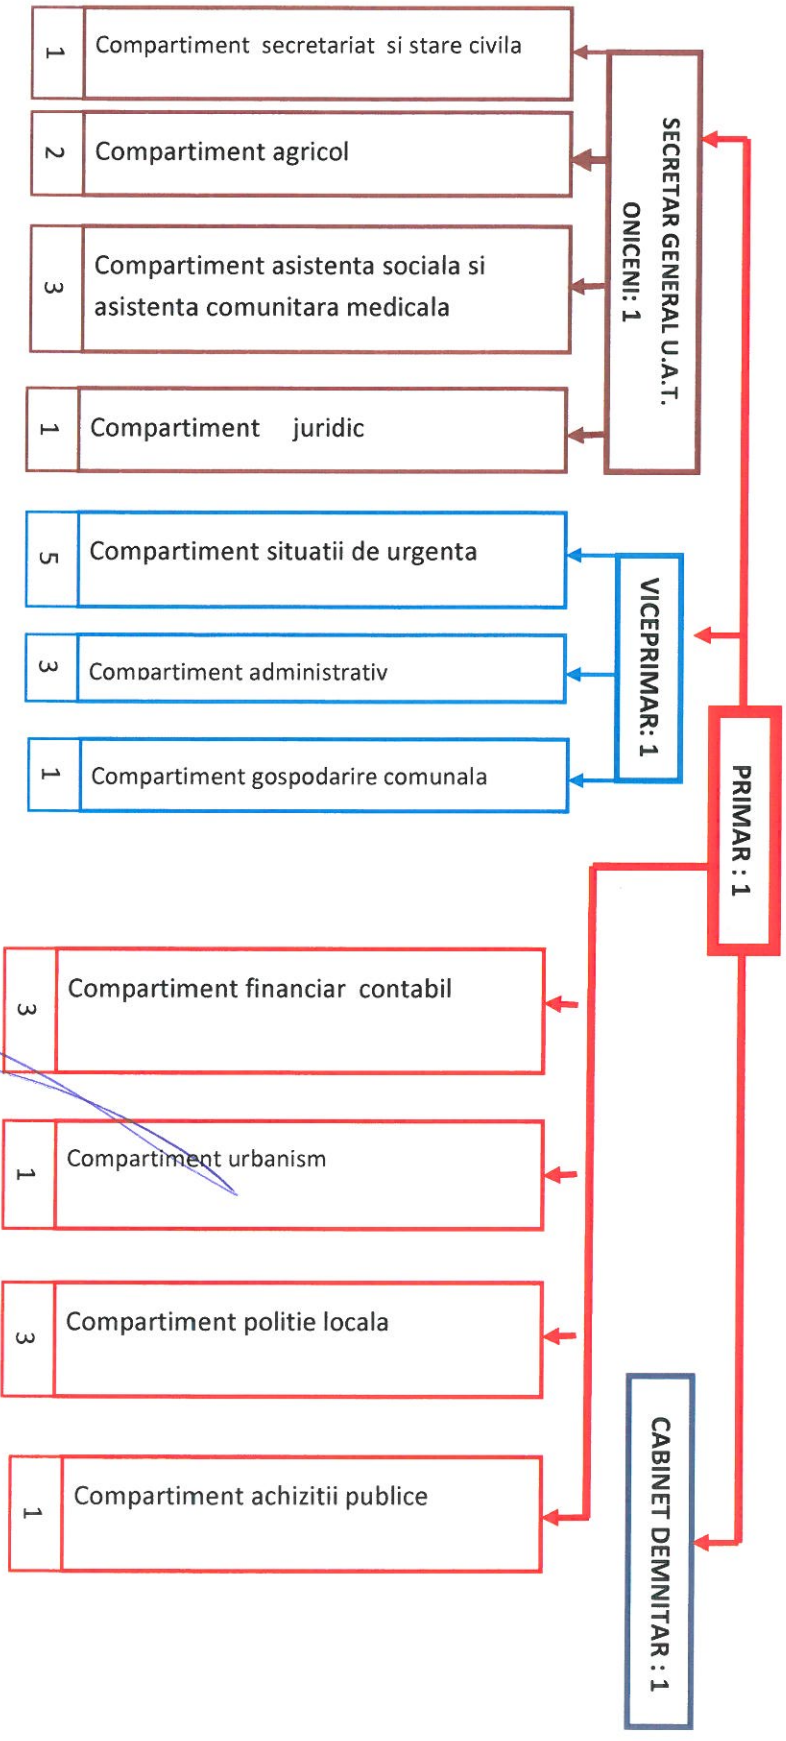 PRIMAR : 1
SECRETAR GENERAL U.A.T.
ONICENI: 1
VICEPRIMAR: 1
CABINET DEMNITAR : 1
Compartiment secretariat si stare civila
1
Compartiment agricol
2
Compartiment asistenta sociala si
asistenta comunitara medicala
3
Compartiment juridic
1
Compartiment situatii de urgenta
5
Compartiment administrativ
3
Compartiment gospodarire comunala
1
Compartiment financiar contabil
3
Compartiment urbanism
1
Compartiment politie locala
3
Compartiment achizitii publice
1